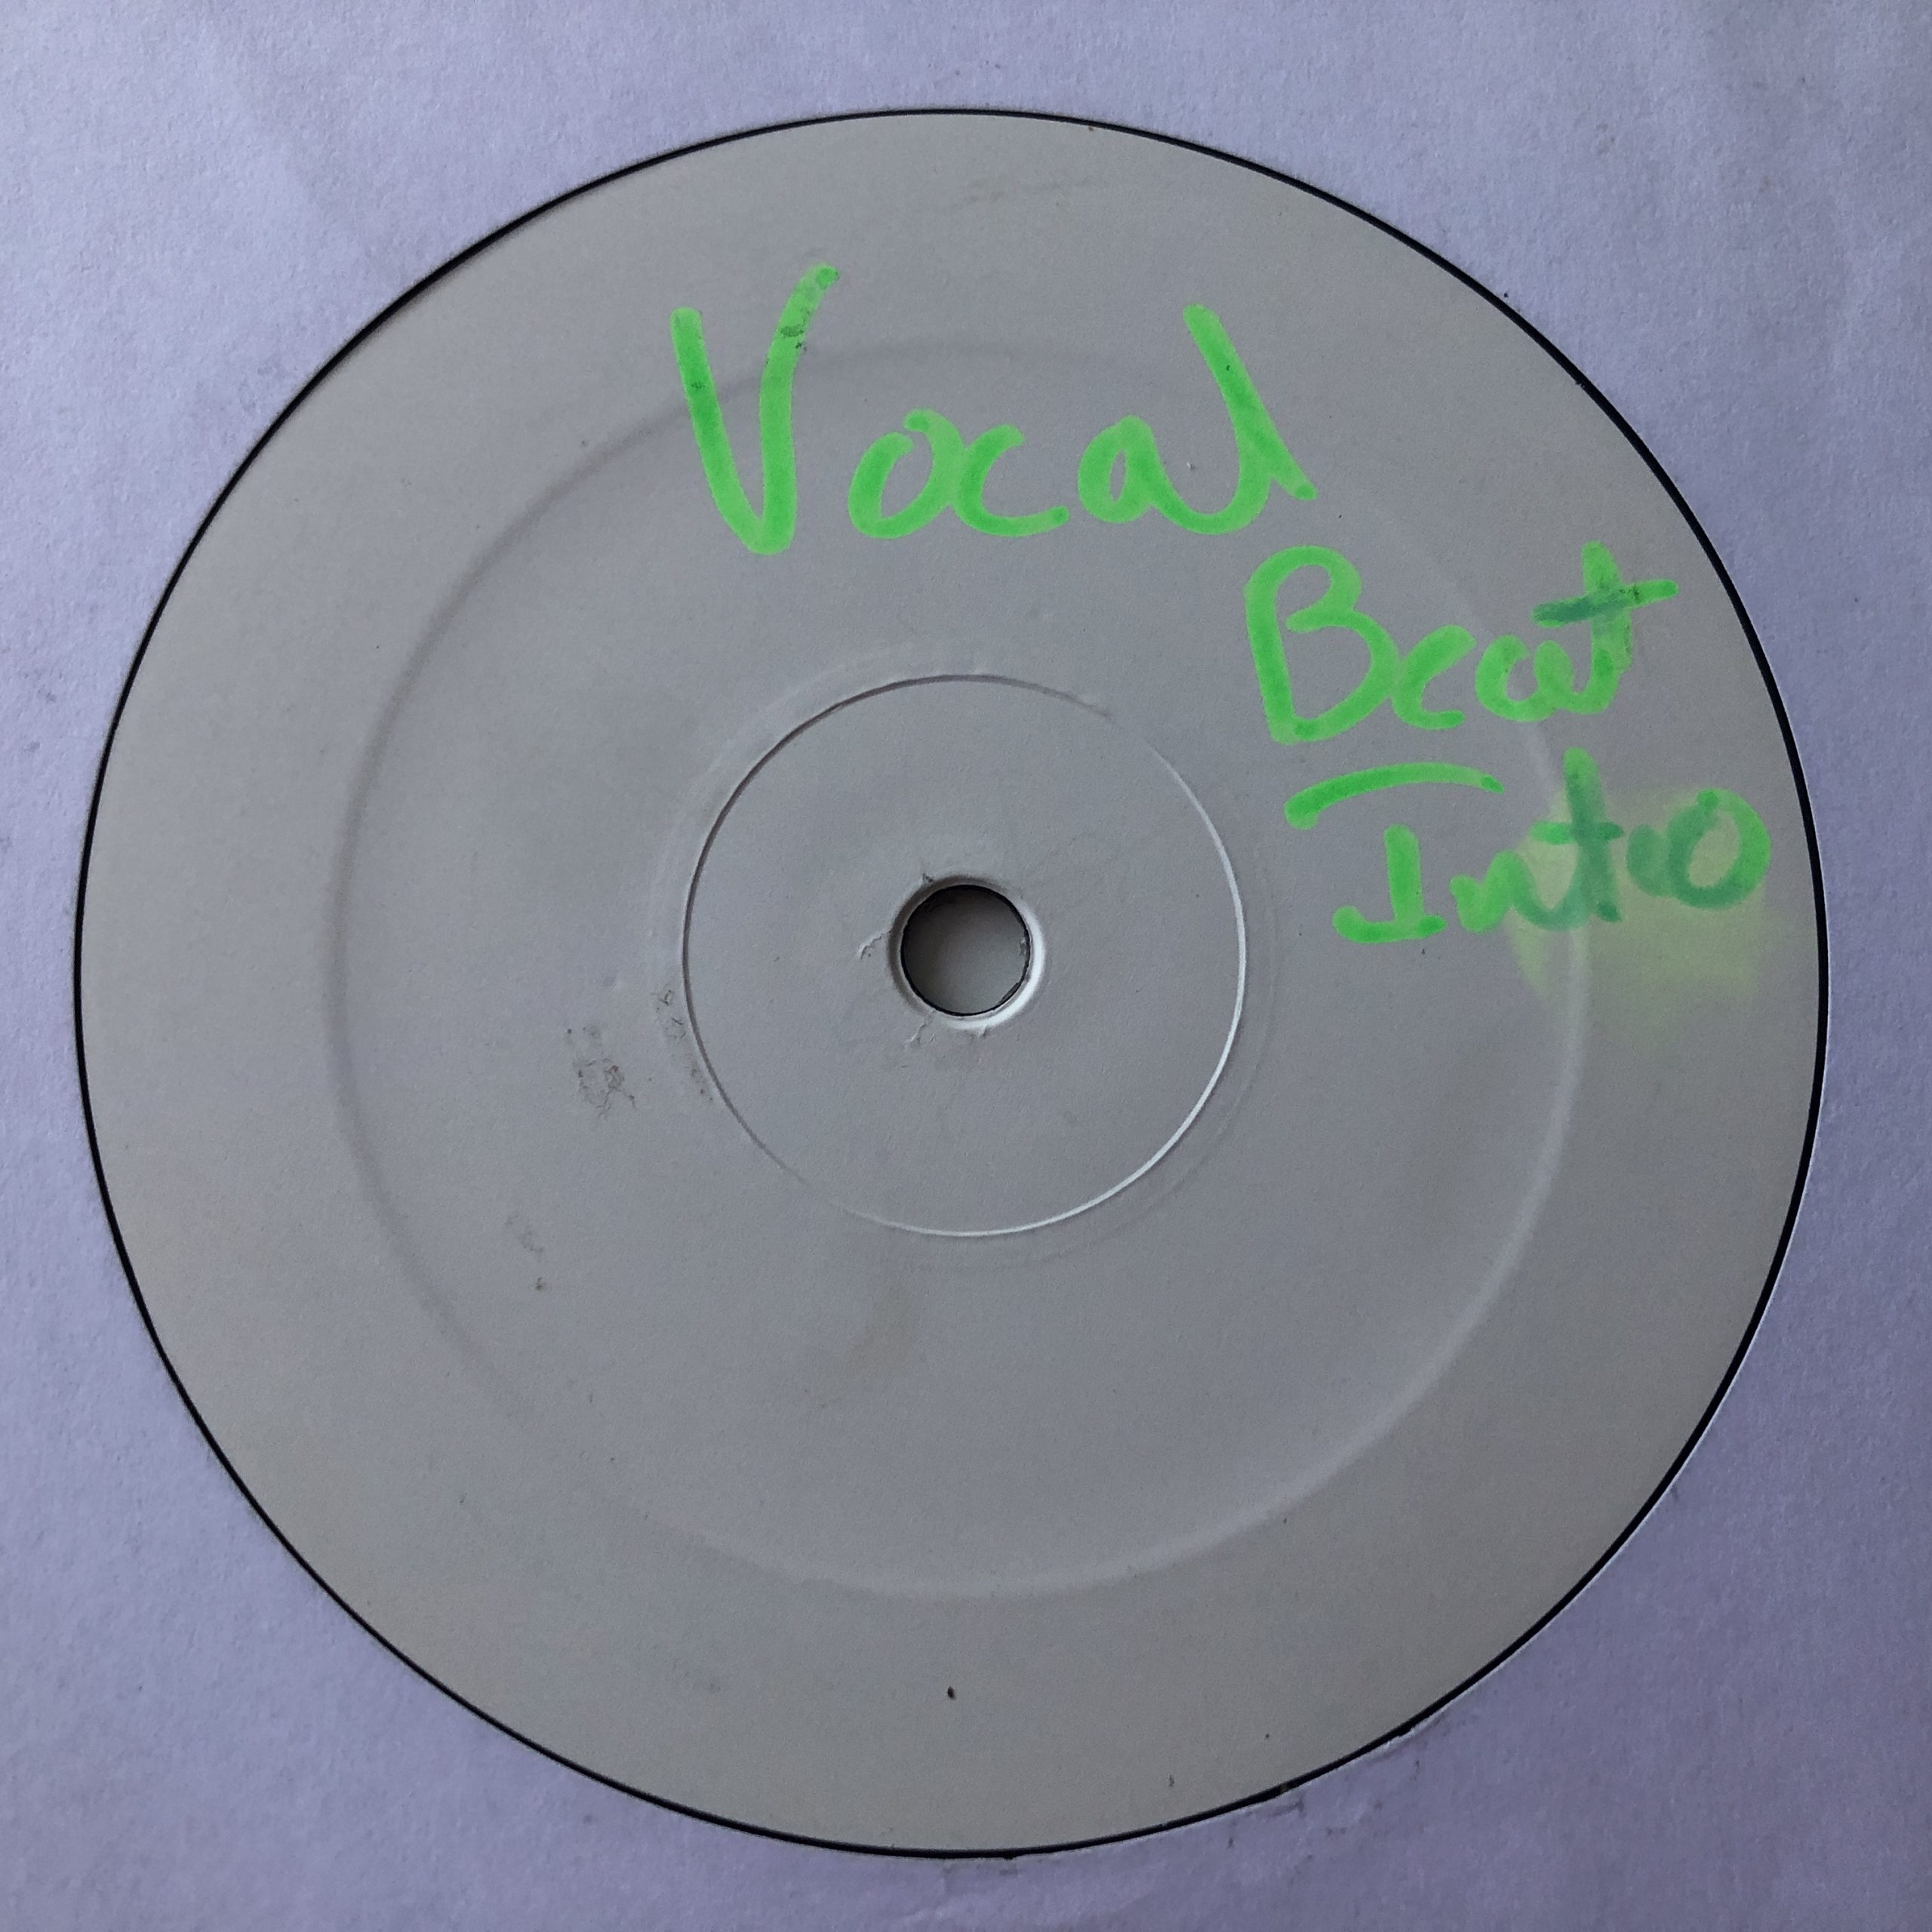 Vocal
Beat
Intro